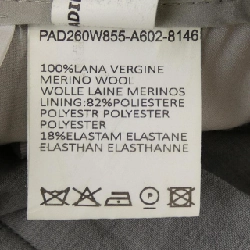 PAD260W855-A602-8146
100%LANA VERGINE
MERINO WOOL
WOLLE LAINE MERINOS
LINING:82%POLIESTERE
POLYESTR POLYESTER
POLYESTER
18%ELASTAM ELASTANE
ELASTHAN ELASTHANNE